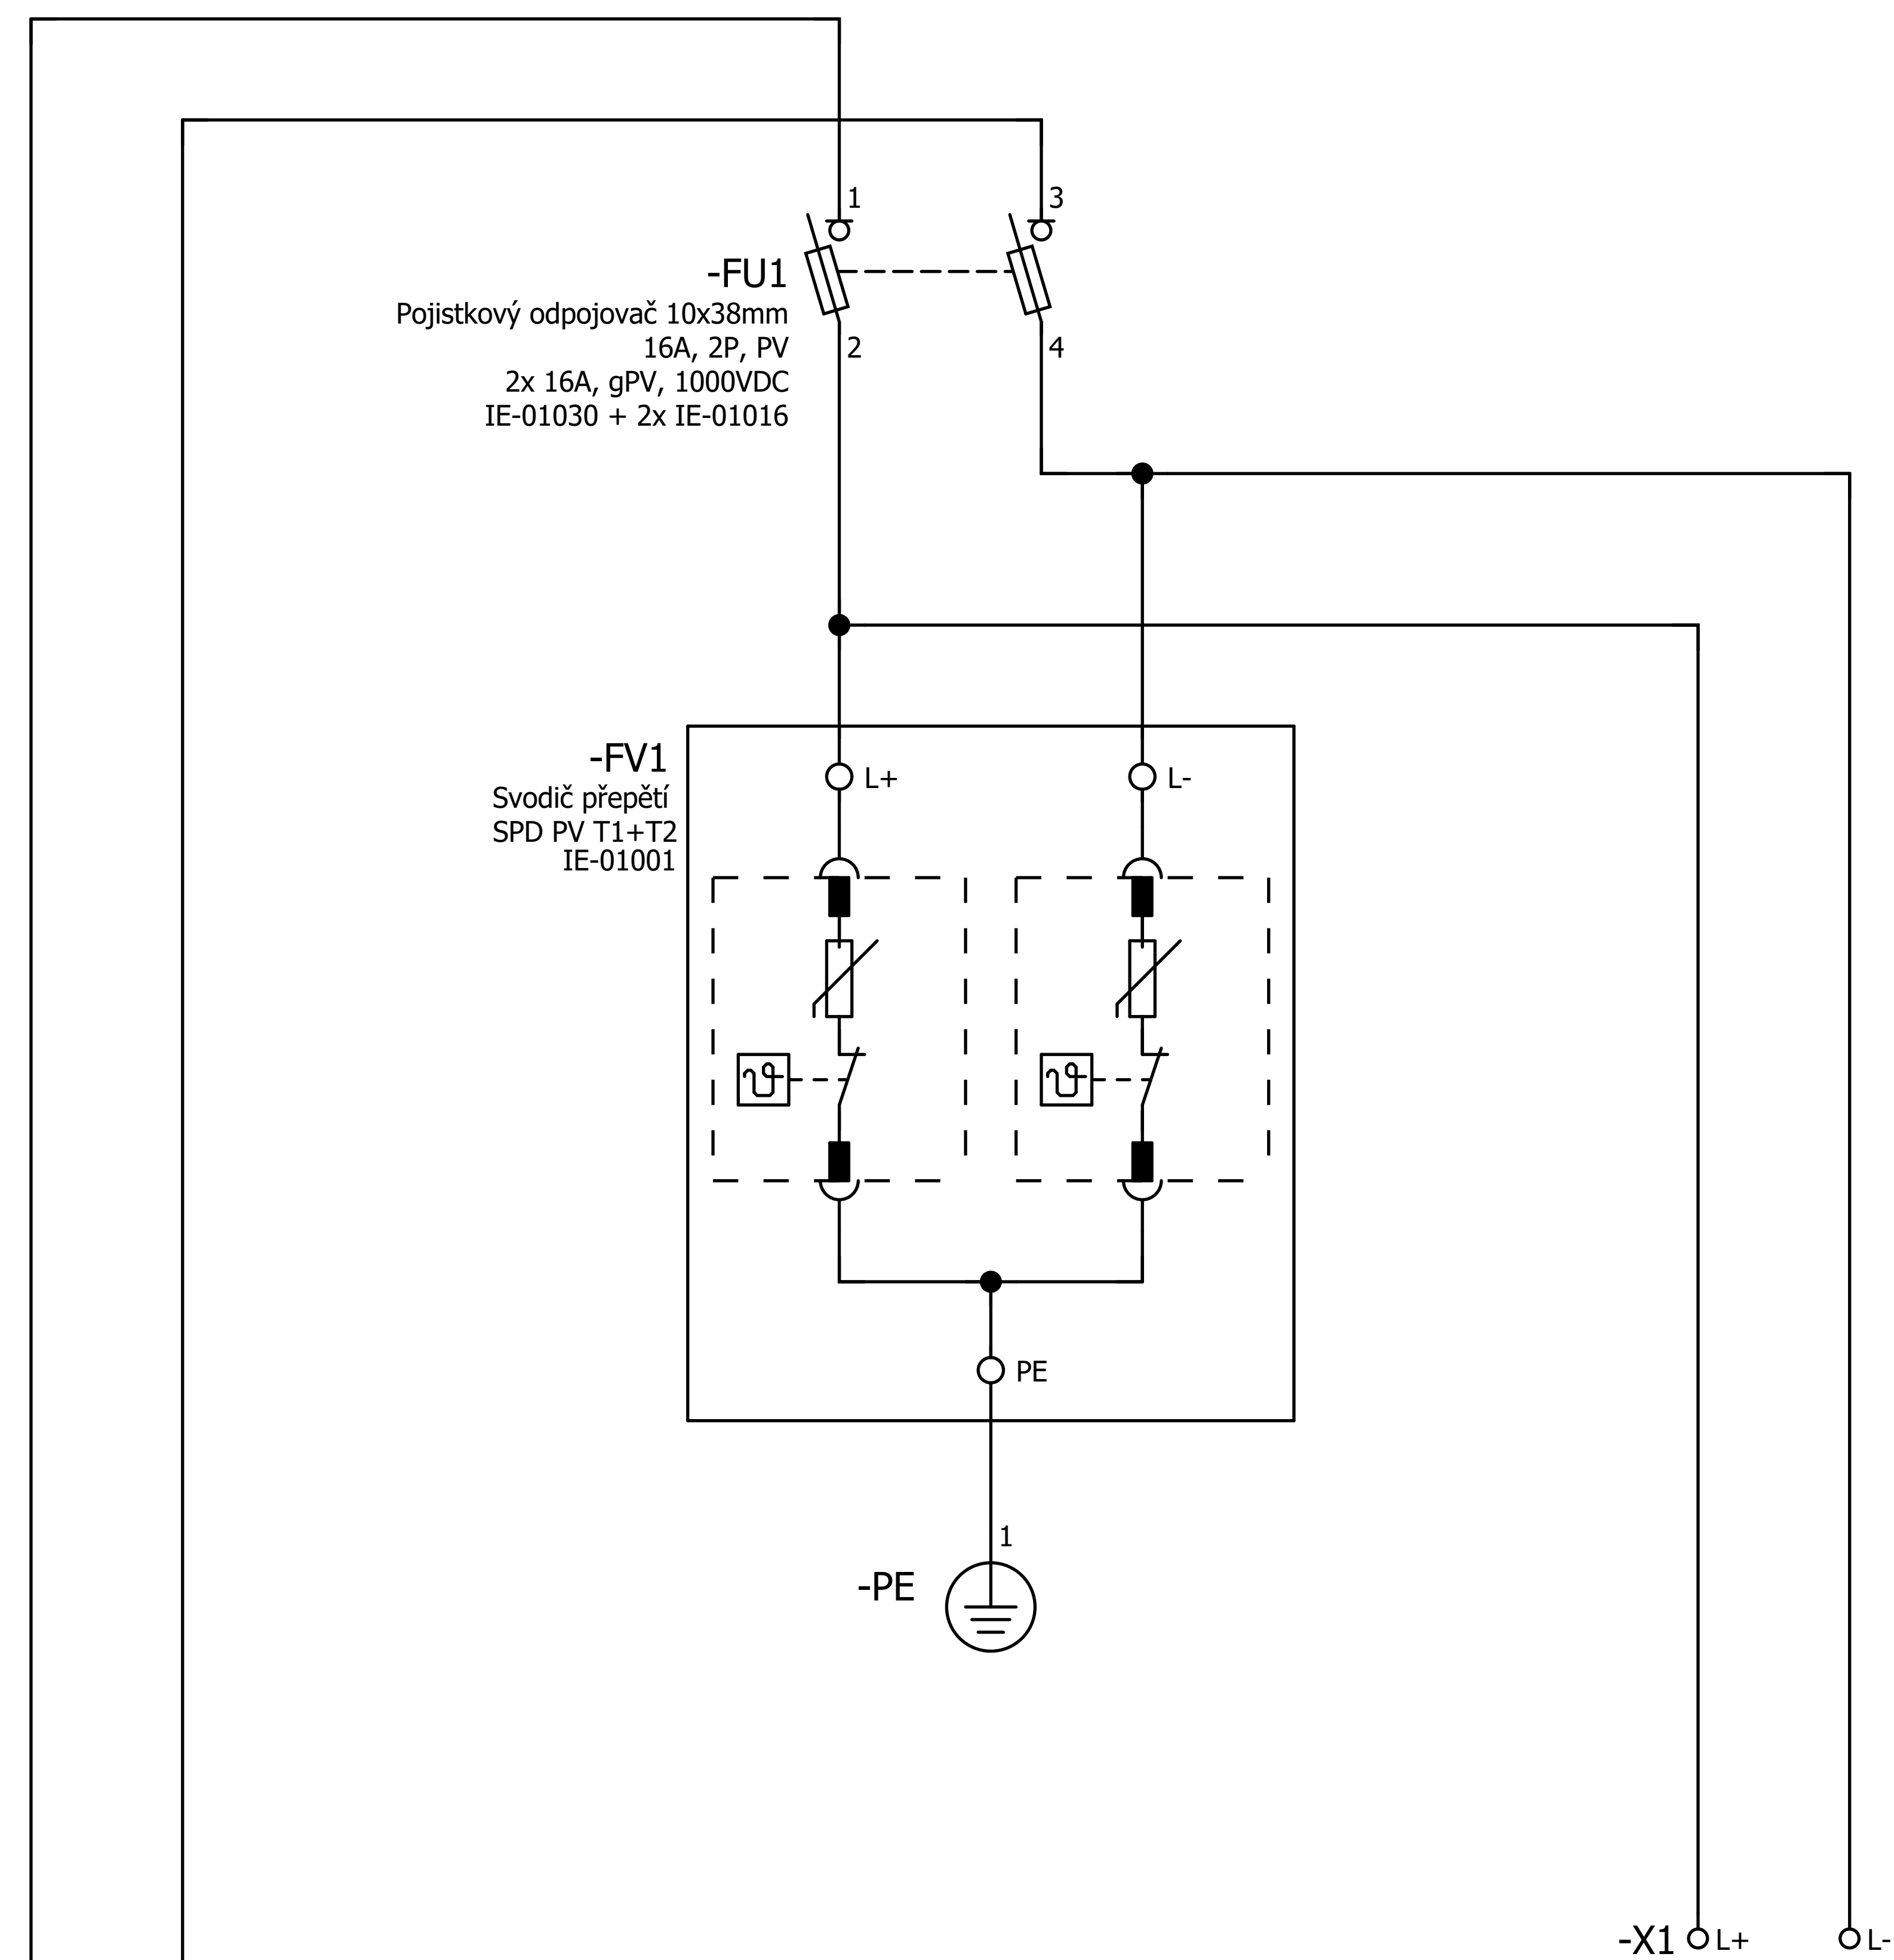 1
3
-FU1
Pojistkový odpojovač 10x38mm
16A, 2P, PV
2x 16A, gPV, 1000VDC
IE-01030 + 2x IE-01016
2
4
-FV1
Svodič přepětí
SPD PV T1+T2
IE-01001
L+
L-
ϑ
ϑ
PE
1
-PE
-X1
L+
L-